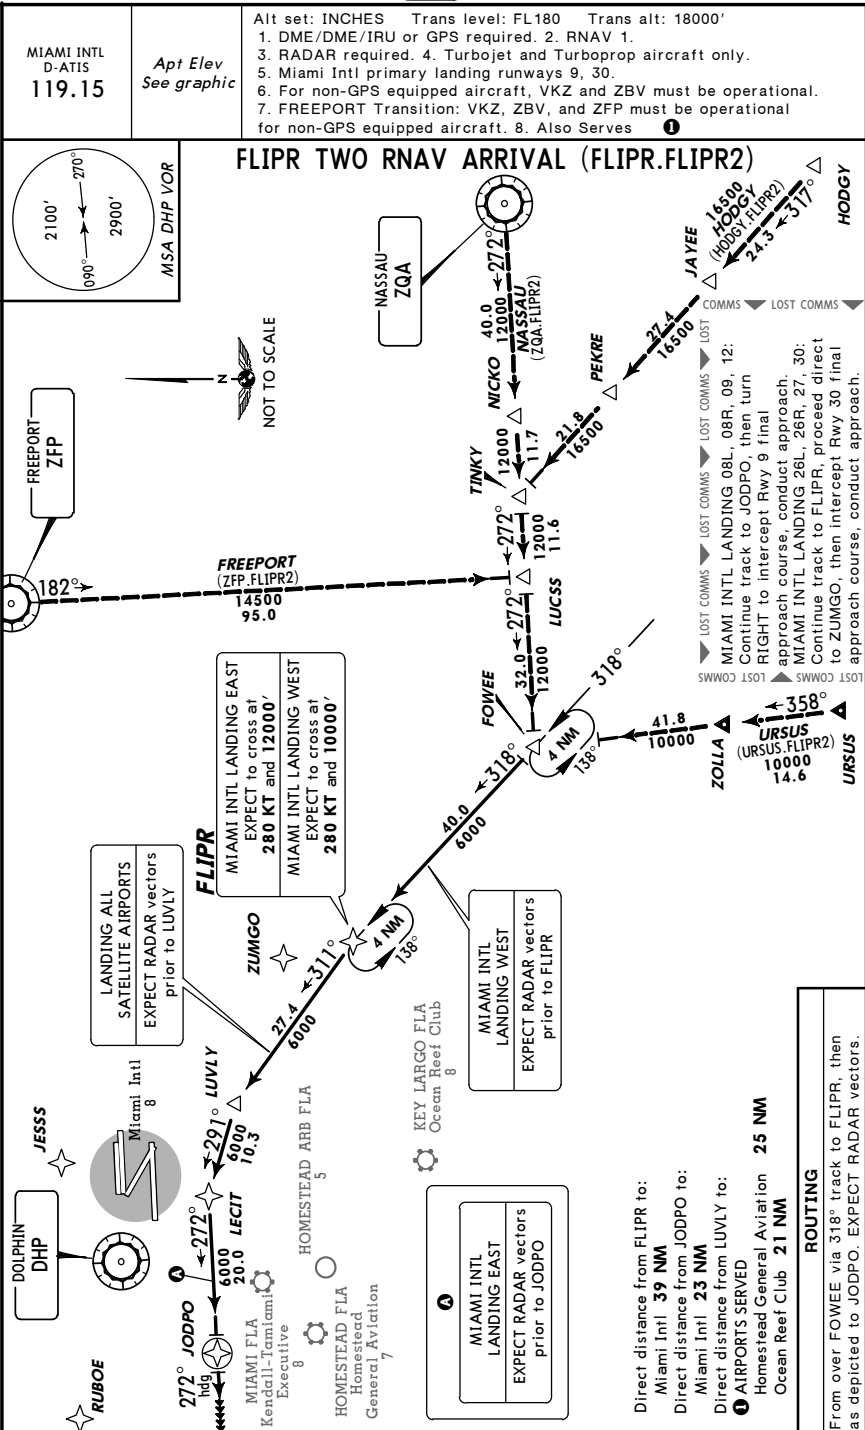 MIAMI INTL
D-ATIS
119.15
Apt Elev
See graphic
Alt set: INCHES Trans level: FL180 Trans alt: 18000'
1. DME/DME/IRU or GPS required. 2. RNAV 1.
3. RADAR required. 4. Turbojet and Turboprop aircraft only.
5. Miami Intl primary landing runways 9, 30.
6. For non-GPS equipped aircraft, VKZ and ZBV must be operational.
7. FREEPORT Transition: VKZ, ZBV, and ZFP must be operational
for non-GPS equipped aircraft. 8. Also Serves 1
FLIPR TWO RNAV ARRIVAL (FLIPR.FLIPR2)
270°
2100'
2900'
090°
MSA DHP VOR
N
NOT TO SCALE
NASSAU
ZQA
272°
40.0
12000
NASSAU
(ZQA.FLIPR2)
NICKO
12000
11.7
TINKY
HODGY
317°
16500
HODGY
(HODGY.FLIPR2)
24.3
JAYEE
27.4
16500
PEKRE
21.8
16500
LOST COMMS LOST COMMS LOST COMMS LOST COMMS
COMMS LOST COMMS
MIAMI INTL LANDING 08L, 08R, 09, 12:
Continue track to JODPO, then turn
RIGHT to intercept Rwy 9 final
approach course, conduct approach.
MIAMI INTL LANDING 26L, 26R, 27, 30:
Continue track to FLIPR, proceed direct
to ZUMGO, then intercept Rwy 30 final
approach course, conduct approach.
LOST COMMS LOST COMMS
FREEPORT
ZFP
182°
FREEPORT
(ZFP.FLIPR2)
14500
95.0
272°
12000
11.6
LUCSS
272°
32.0
12000
FOWEE
318°
4 NM
138°
358°
URSUS
(URSUS.FLIPR2)
10000
14.6
URSUS
ZOLLA
41.8
10000
318°
40.0
6000
FLIPR
MIAMI INTL LANDING EAST
EXPECT to cross at
280 KT and 12000'
MIAMI INTL LANDING WEST
EXPECT to cross at
280 KT and 10000'
4 NM
138°
MIAMI INTL
LANDING WEST
EXPECT RADAR vectors
prior to FLIPR
LANDING ALL
SATELLITE AIRPORTS
EXPECT RADAR vectors
prior to LUVLY
ZUMGO
311°
27.4
6000
LUVLY
291°
6000
10.3
LECIT
272°
6000
20.0
A
JODPO
272°
hdg
JESSS
Miami Intl
8
DOLPHIN
DHP
RUBOE
HOMESTEAD ARB FLA
5
KEY LARGO FLA
Ocean Reef Club
8
MIAMI FLA
Kendall-Tamiami
Executive
8
HOMESTEAD FLA
Homestead
General Aviation
7
A
MIAMI INTL
LANDING EAST
EXPECT RADAR vectors
prior to JODPO
Direct distance from FLIPR to:
Miami Intl 39 NM
Direct distance from JODPO to:
Miami Intl 23 NM
Direct distance from LUVLY to:
1 AIRPORTS SERVED
Homestead General Aviation 25 NM
Ocean Reef Club 21 NM
ROUTING
From over FOWEE via 318° track to FLIPR, then
as depicted to JODPO. EXPECT RADAR vectors.